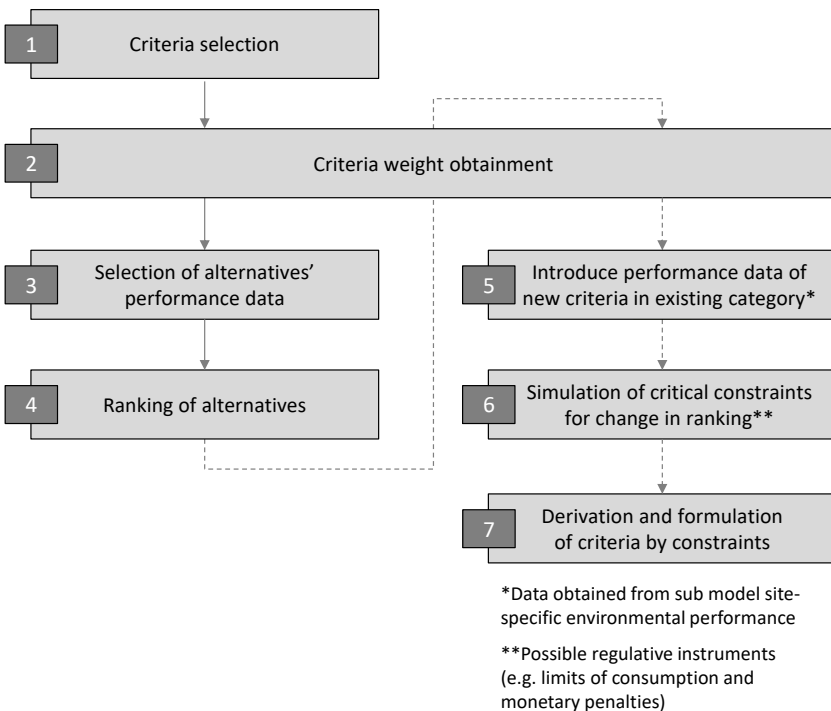 1
Criteria selection
2
Criteria weight obtainment
3
Selection of alternatives’
performance data
4
Ranking of alternatives
5
Introduce performance data of
new criteria in existing category*
6
Simulation of critical constraints
for change in ranking**
7
Derivation and formulation
of criteria by constraints
*Data obtained from sub model site-
specific environmental performance
**Possible regulative instruments
(e.g. limits of consumption and
monetary penalties)